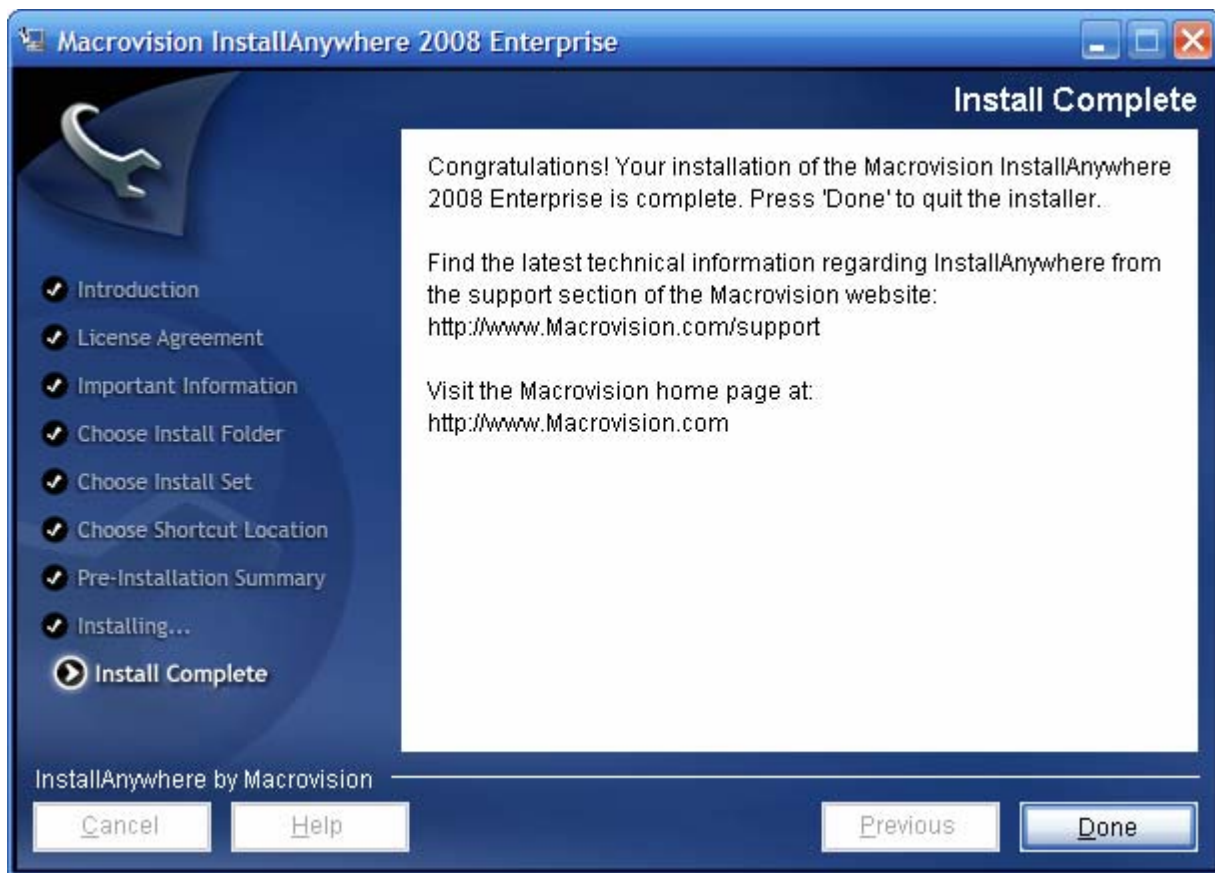 Macrovision InstallAnywhere 2008 Enterprise
Install Complete
Introduction
License Agreement
Important Information
Choose Install Folder
Choose Install Set
Choose Shortcut Location
Pre-Installation Summary
Installing...
Install Complete
Congratulations! Your installation of the Macrovision InstallAnywhere
2008 Enterprise is complete. Press 'Done' to quit the installer.
Find the latest technical information regarding InstallAnywhere from
the support section of the Macrovision website:
http://www.Macrovision.com/support
Visit the Macrovision home page at:
http://www.Macrovision.com
InstallAnywhere by Macrovision
Cancel
Help
Previous
Done